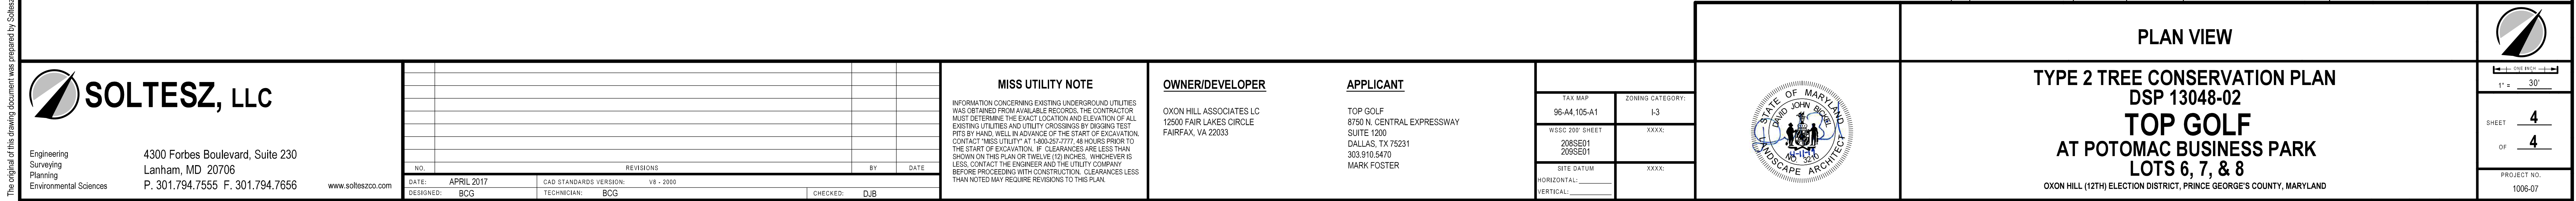 The original of this drawing document was prepared by Soltesz
SOLTESZ, LLC
Engineering
Surveying
Planning
Environmental Sciences
4300 Forbes Boulevard, Suite 230
Lanham, MD 20706
P. 301.794.7555 F. 301.794.7656
www.solteszco.com
NO. REVISIONS BY DATE
DATE: APRIL 2017 CAD STANDARDS VERSION: V8 - 2000
DESIGNED: BCG TECHNICIAN: BCG CHECKED: DJB
MISS UTILITY NOTE
INFORMATION CONCERNING EXISTING UNDERGROUND UTILITIES
WAS OBTAINED FROM AVAILABLE RECORDS. THE CONTRACTOR
MUST DETERMINE THE EXACT LOCATION AND ELEVATION OF ALL
EXISTING UTILITIES AND UTILITY CROSSINGS BY DIGGING TEST
PITS BY HAND, WELL IN ADVANCE OF THE START OF EXCAVATION.
CONTACT "MISS UTILITY" AT 1-800-257-7777, 48 HOURS PRIOR TO
THE START OF EXCAVATION. IF CLEARANCES ARE LESS THAN
SHOWN ON THIS PLAN OR TWELVE (12) INCHES, WHICHEVER IS
LESS, CONTACT THE ENGINEER AND THE UTILITY COMPANY
BEFORE PROCEEDING WITH CONSTRUCTION. CLEARANCES LESS
THAN NOTED MAY REQUIRE REVISIONS TO THIS PLAN.
OWNER/DEVELOPER
OXON HILL ASSOCIATES LC
12500 FAIR LAKES CIRCLE
FAIRFAX, VA 22033
APPLICANT
TOP GOLF
8750 N. CENTRAL EXPRESSWAY
SUITE 1200
DALLAS, TX 75231
303.910.5470
MARK FOSTER
TAX MAP ZONING CATEGORY:
96-A4,105-A1 I-3
WSSC 200' SHEET XXXX:
208SE01
209SE01
SITE DATUM XXXX:
HORIZONTAL:
VERTICAL:
STATE OF MARYLAND
DAVID JOHN BICKEL
NO. 3210
LANDSCAPE ARCHITECT
PLAN VIEW
TYPE 2 TREE CONSERVATION PLAN
DSP 13048-02
TOP GOLF
AT POTOMAC BUSINESS PARK
LOTS 6, 7, & 8
OXON HILL (12TH) ELECTION DISTRICT, PRINCE GEORGE'S COUNTY, MARYLAND
ONE INCH
1" = 30'
SHEET 4
OF 4
PROJECT NO.
1006-07